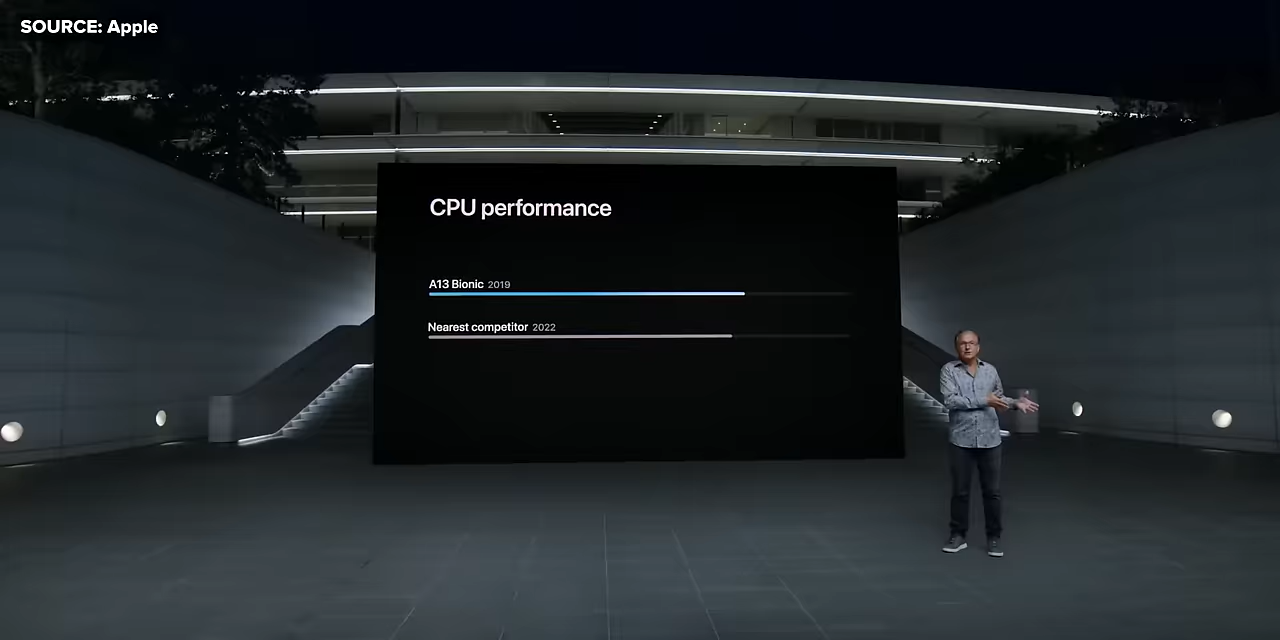 SOURCE: Apple
CPU performance
A13 Bionic 2019
Nearest competitor 2022